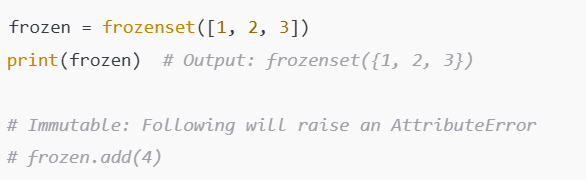 frozen = frozenset([1, 2, 3])
print(frozen)  # Output: frozenset({1, 2, 3})
# Immutable: Following will raise an AttributeError
# frozen.add(4)